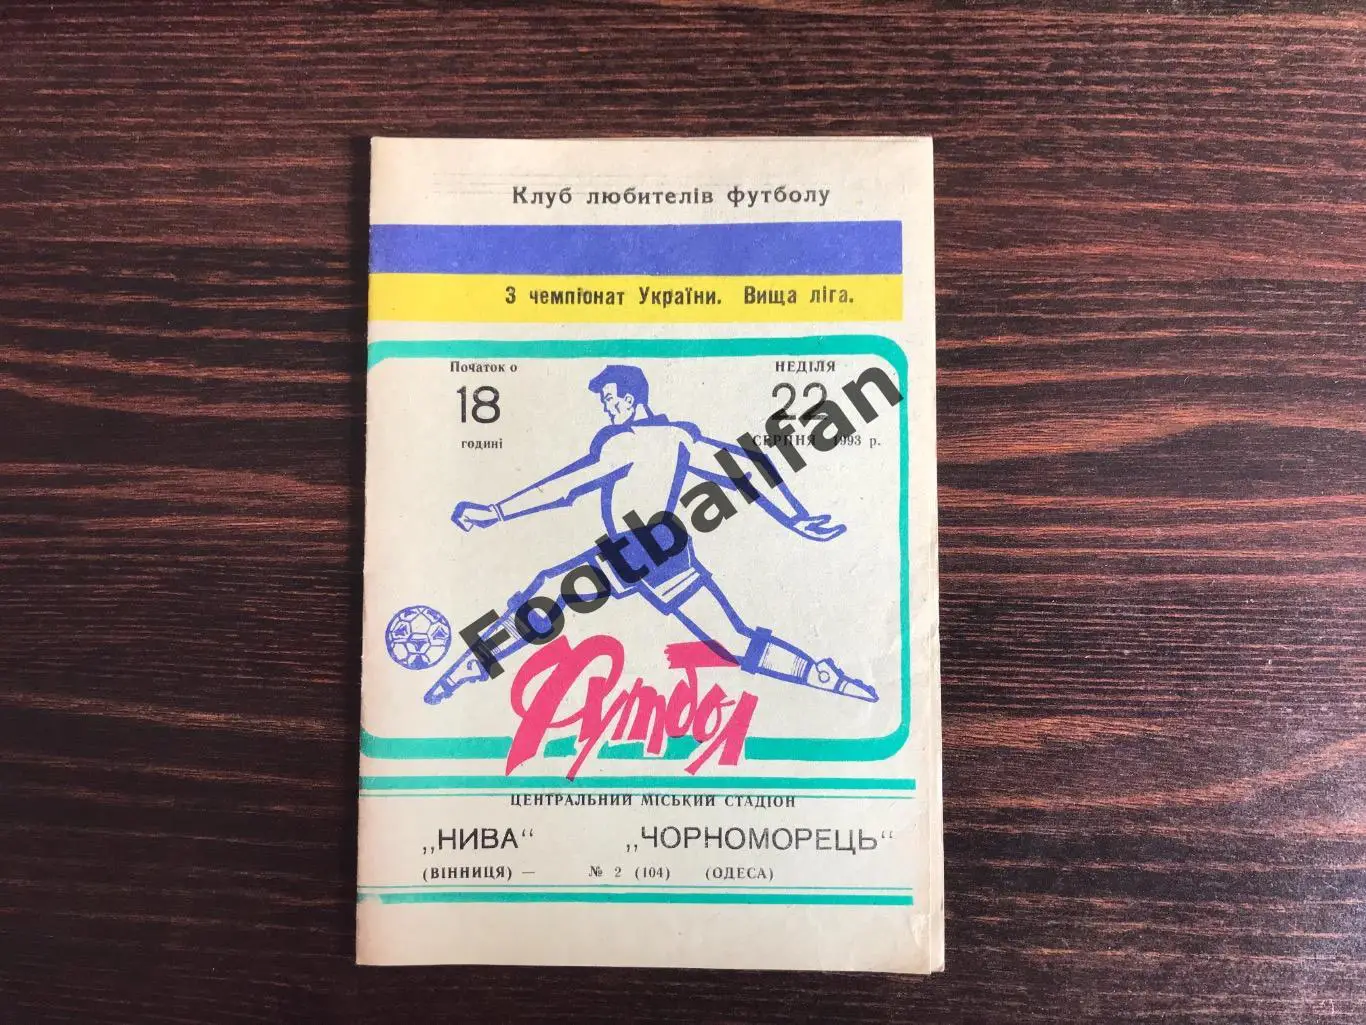 Клуб любителів футболу
3 чемпіонат України. Вища ліга.
Початок о
18
годині
НЕДІЛЯ
22
СЕРПНЯ 1993 р.
Footballfan
Футбол
ЦЕНТРАЛЬНИЙ МІСЬКИЙ СТАДІОН
„НИВА“ „ЧОРНОМОРЕЦЬ“
(ВІННИЦЯ) — № 2 (104) (ОДЕСА)